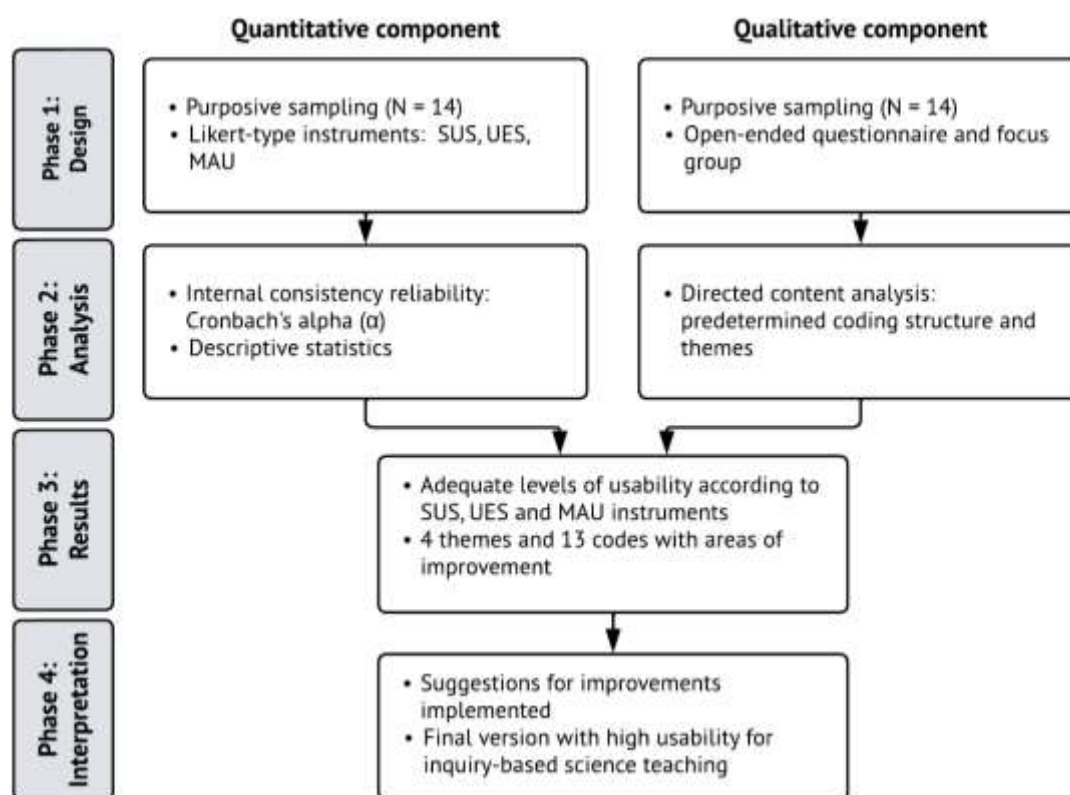 Quantitative component
Qualitative component
Phase 1:
Design
• Purposive sampling (N = 14)
• Likert-type instruments: SUS, UES,
MAU
• Purposive sampling (N = 14)
• Open-ended questionnaire and focus
group
Phase 2:
Analysis
• Internal consistency reliability:
Cronbach's alpha (α)
• Descriptive statistics
• Directed content analysis:
predetermined coding structure and
themes
Phase 3:
Results
• Adequate levels of usability according to
SUS, UES and MAU instruments
• 4 themes and 13 codes with areas of
improvement
Phase 4:
Interpretation
• Suggestions for improvements
implemented
• Final version with high usability for
inquiry-based science teaching